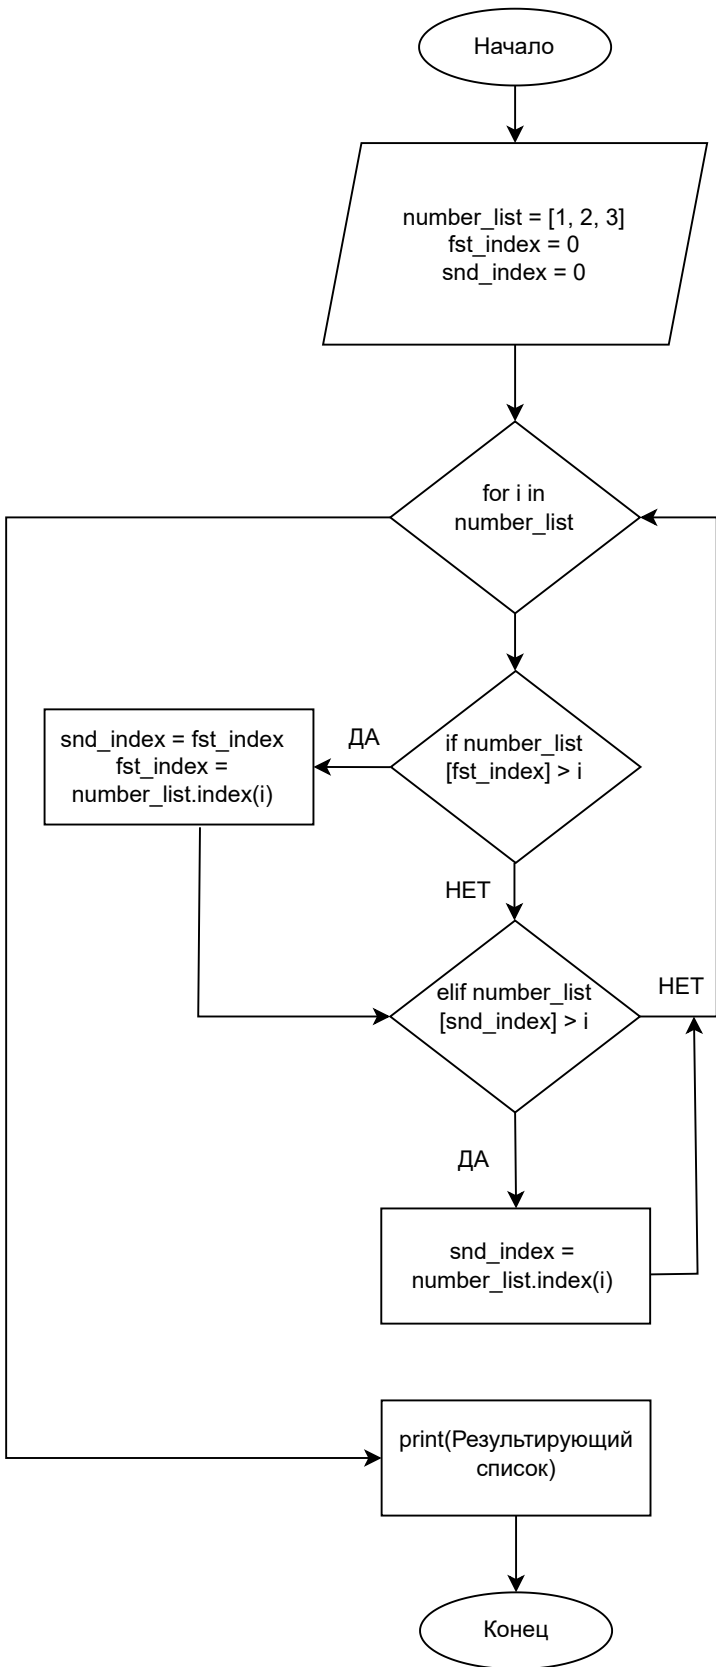 Начало
number_list = [1, 2, 3]
fst_index = 0
snd_index = 0
for i in
number_list
if number_list
[fst_index] > i
ДА
snd_index = fst_index
fst_index =
number_list.index(i)
НЕТ
elif number_list
[snd_index] > i
НЕТ
ДА
snd_index =
number_list.index(i)
print(Результирующий
список)
Конец